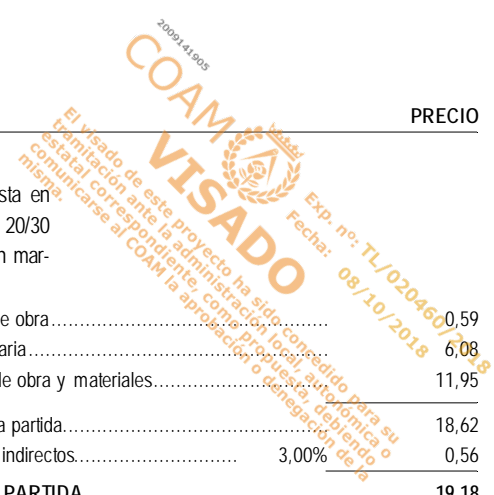 2009141905
COAM
VISADO
Exp. nº: TL/020460/2018
Fecha: 08/10/2018
El visado de este proyecto ha sido concedido para su
tramitación ante la administración local, autonómica o
estatal correspondiente, como propuesta, debiendo
comunicarse al COAM la aprobación o denegación de la
misma.
PRECIO
sta en
20/30
n mar-
e obra.................................................. 0,59
aria...................................................... 6,08
de obra y materiales............................... 11,95
a partida............................................... 18,62
indirectos............................. 3,00% 0,56
PARTIDA 19,18